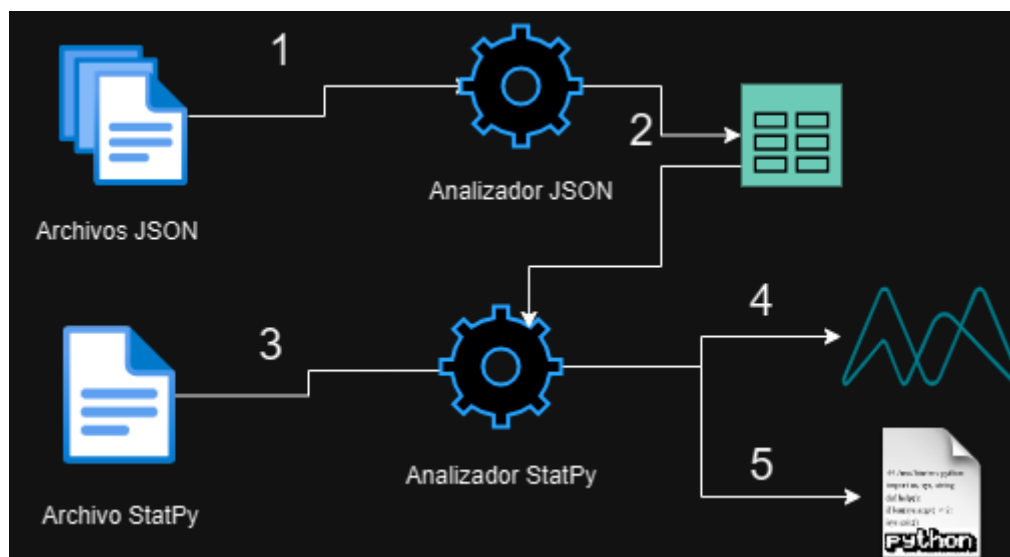 1
2
Analizador JSON
Archivos JSON
3
4
Analizador StatPy
5
Archivo StatPy
python